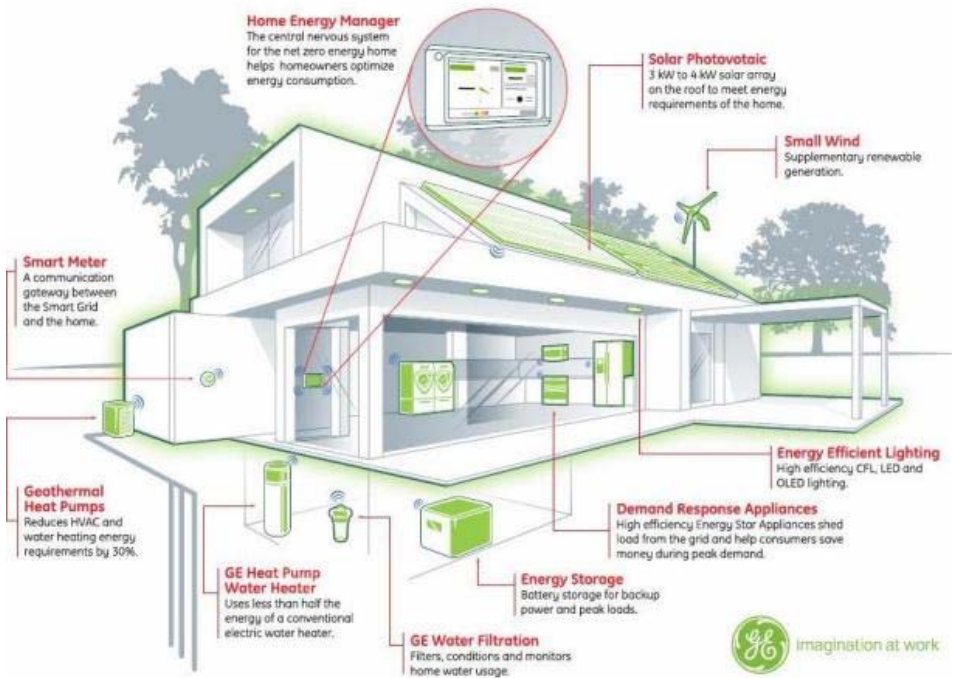 Home Energy Manager
The central nervous system
for the net zero energy home
helps homeowners optimize
energy consumption.
Solar Photovotaic
3 kW to 4 kW solar array
on the roof to meet energy
requirements of the home.
Small Wind
Supplementary renewable
generation.
Smart Meter
A communication
gateway between
the Smart Grid
and the home.
Geothermal
Heat Pumps
Reduces HVAC and
water heating energy
requirements by 30%.
GE Heat Pump
Water Heater
Uses less than half the
energy of a conventional
electric water heater.
GE Water Filtration
Filters, conditions and monitors
home water usage.
Energy Storage
Battery storage for backup
power and peak loads.
Demand Response Appliances
High efficiency Energy Star Appliances shed
load from the grid and help consumers save
money during peak demand.
Energy Efficient Lighting
High efficiency CFL, LED and
OLED lighting.
GE
imagination at work